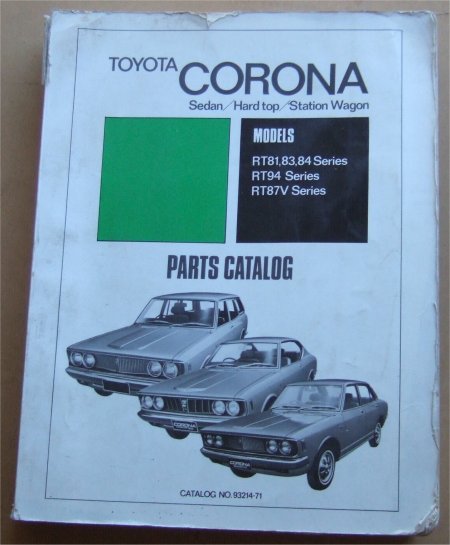 TOYOTA CORONA
Sedan/Hard top/Station Wagon
MODELS
RT81,83,84 Series
RT94 Series
RT87V Series
PARTS CATALOG
CORONA
CATALOG NO. 93214-71